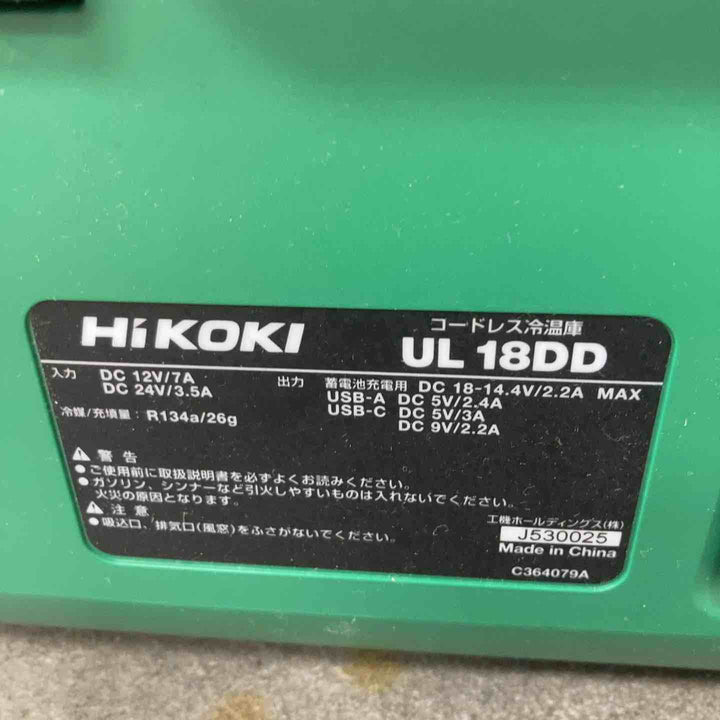 HiKOKI
コードレス冷温庫
UL 18DD
入力 DC 12V/7A
DC 24V/3.5A
出力 蓄電池充電用 DC 18-14.4V/2.2A MAX
USB-A DC 5V/2.4A
USB-C DC 5V/3A
DC 9V/2.2A
冷媒/充填量: R134a/26g
⚠ 警告
●ご使用前に取扱説明書を必ずよくお読みください。
●ガソリン、シンナーなど引火しやすいものは入れないでください。
火災の原因となります。
⚠ 注意
●吸込口、排気口(風窓)をふさがないでください。
工機ホールディングス(株)
J530025
Made in China
C364079A